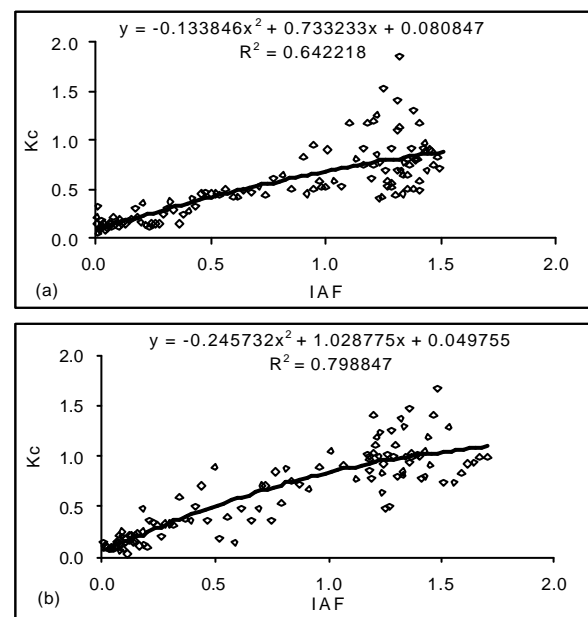 y = -0.133846x² + 0.733233x + 0.080847
R² = 0.642218
2.0
1.5
1.0
0.5
0.0
Kc
0.0 0.5 1.0 1.5 2.0
(a)
IAF
y = -0.245732x² + 1.028775x + 0.049755
R² = 0.798847
2.0
1.5
1.0
0.5
0.0
Kc
0.0 0.5 1.0 1.5 2.0
(b)
IAF